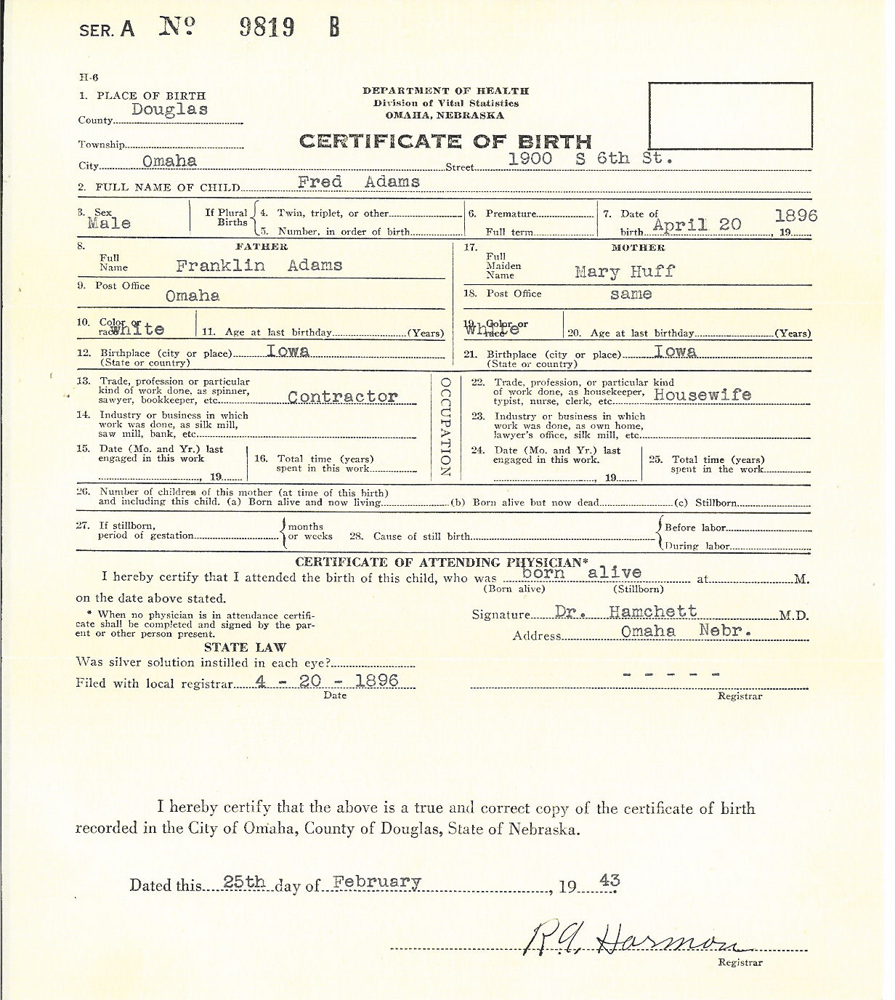 SER. A Nº 9819 B
H-6
1. PLACE OF BIRTH
Douglas
County
DEPARTMENT OF HEALTH
Division of Vital Statistics
OMAHA, NEBRASKA
Township
CERTIFICATE OF BIRTH
City Omaha Street 1900 S 6th St.
2. FULL NAME OF CHILD Fred Adams
3. Sex
Male
If Plural Births
4. Twin, triplet, or other
5. Number, in order of birth
6. Premature
Full term
7. Date of
birth April 20 1896, 19
8. FATHER
Full
Name Franklin Adams
17. MOTHER
Full
Maiden
Name Mary Huff
9. Post Office
Omaha
18. Post Office same
10. Color or
race white
11. Age at last birthday (Years)
19. Color or
race White
20. Age at last birthday (Years)
12. Birthplace (city or place) Iowa
(State or country)
21. Birthplace (city or place) Iowa
(State or country)
13. Trade, profession or particular
kind of work done, as spinner,
sawyer, bookkeeper, etc. Contractor
14. Industry or business in which
work was done, as silk mill,
saw mill, bank, etc.
15. Date (Mo. and Yr.) last
engaged in this work
, 19
16. Total time (years)
spent in this work
OCCUPATION
22. Trade, profession, or particular kind
of work done, as housekeeper,
typist, nurse, clerk, etc. Housewife
23. Industry or business in which
work was done, as own home,
lawyer's office, silk mill, etc.
24. Date (Mo. and Yr.) last
engaged in this work.
, 19
25. Total time (years)
spent in the work
26. Number of children of this mother (at time of this birth)
and including this child. (a) Born alive and now living (b) Born alive but now dead (c) Stillborn
27. If stillborn,
period of gestation
months
or weeks
28. Cause of still birth
Before labor
During labor
CERTIFICATE OF ATTENDING PHYSICIAN*
I hereby certify that I attended the birth of this child, who was born alive at M.
(Born alive) (Stillborn)
on the date above stated.
* When no physician is in attendance certifi-
cate shall be completed and signed by the par-
ent or other person present.
Signature Dr. Hamchett M.D.
Address Omaha Nebr.
STATE LAW
Was silver solution instilled in each eye?
Filed with local registrar 4 - 20 - 1896
Date
- - - - -
Registrar
I hereby certify that the above is a true and correct copy of the certificate of birth
recorded in the City of Omaha, County of Douglas, State of Nebraska.
Dated this 25th day of February, 19 43.
R.G. Harmon
Registrar